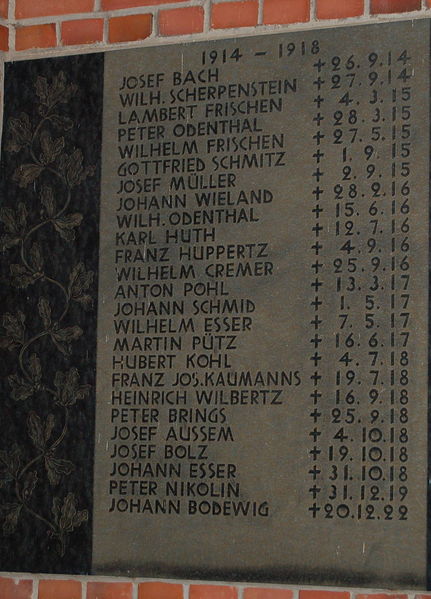 1914 – 1918
JOSEF BACH +26.9.14
WILH. SCHERPENSTEIN +27.9.14
LAMBERT FRISCHEN + 4.3.15
PETER ODENTHAL +28.3.15
WILHELM FRISCHEN +27.5.15
GOTTFRIED SCHMITZ + 1.9.15
JOSEF MÜLLER + 2.9.15
JOHANN WIELAND +28.2.16
WILH. ODENTHAL +15.6.16
KARL HUTH +12.7.16
FRANZ HUPPERTZ + 4.9.16
WILHELM CREMER +25.9.16
ANTON POHL +13.3.17
JOHANN SCHMID + 1.5.17
WILHELM ESSER + 7.5.17
MARTIN PÜTZ +16.6.17
HUBERT KOHL + 4.7.18
FRANZ JOS. KAUMANNS +19.7.18
HEINRICH WILBERTZ +16.9.18
PETER BRINGS +25.9.18
JOSEF AUSSEM + 4.10.18
JOSEF BOLZ +19.10.18
JOHANN ESSER +31.10.18
PETER NIKOLIN +31.12.19
JOHANN BODEWIG +20.12.22